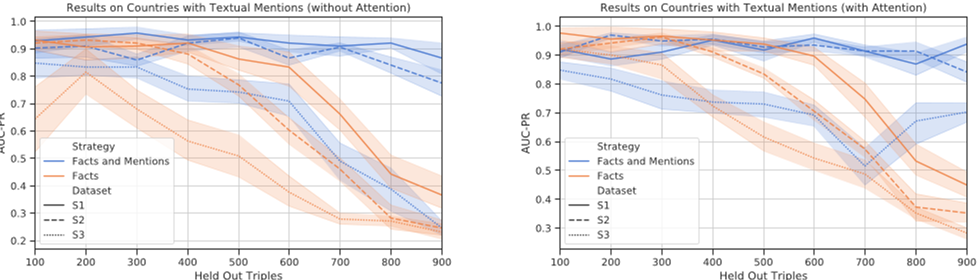 Results on Countries with Textual Mentions (without Attention)
1.0
0.9
0.8
0.7
0.6
0.5
0.4
0.3
0.2
AUC-PR
Strategy
Facts and Mentions
Facts
Dataset
S1
S2
S3
100 200 300 400 500 600 700 800 900
Held Out Triples
Results on Countries with Textual Mentions (with Attention)
1.0
0.9
0.8
0.7
0.6
0.5
0.4
0.3
AUC-PR
Strategy
Facts and Mentions
Facts
Dataset
S1
S2
S3
100 200 300 400 500 600 700 800 900
Held Out Triples